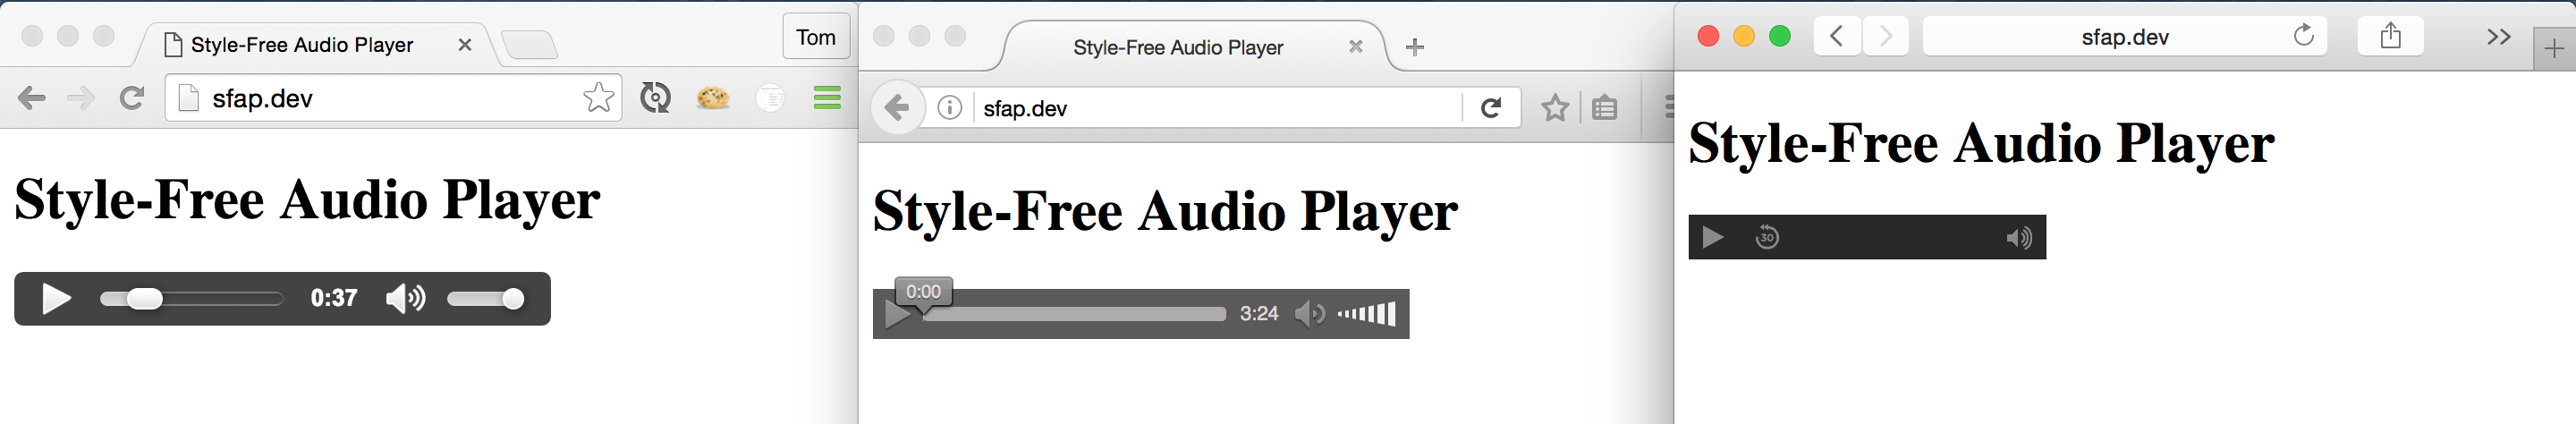 Style-Free Audio Player
Tom
sfap.dev
Style-Free Audio Player
0:37
Style-Free Audio Player
sfap.dev
Style-Free Audio Player
0:00
3:24
sfap.dev
Style-Free Audio Player
30